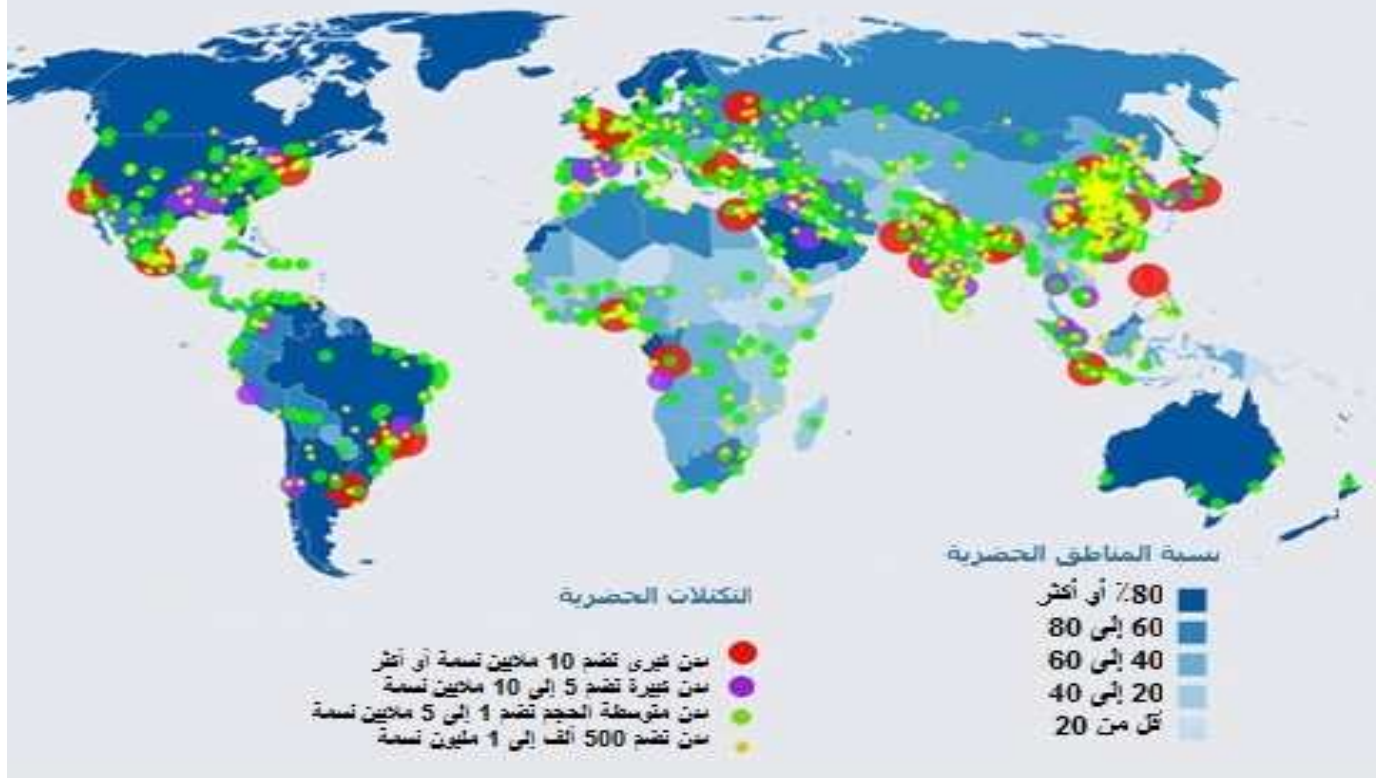 نسبة المناطق الحضرية
80٪ أو أكثر
60 إلى 80
40 إلى 60
20 إلى 40
أقل من 20
التكتلات الحضرية
مدن كبرى تضم 10 ملايين نسمة أو أكثر
مدن كبيرة تضم 5 إلى 10 ملايين نسمة
مدن متوسطة الحجم تضم 1 إلى 5 ملايين نسمة
مدن تضم 500 ألف إلى 1 مليون نسمة